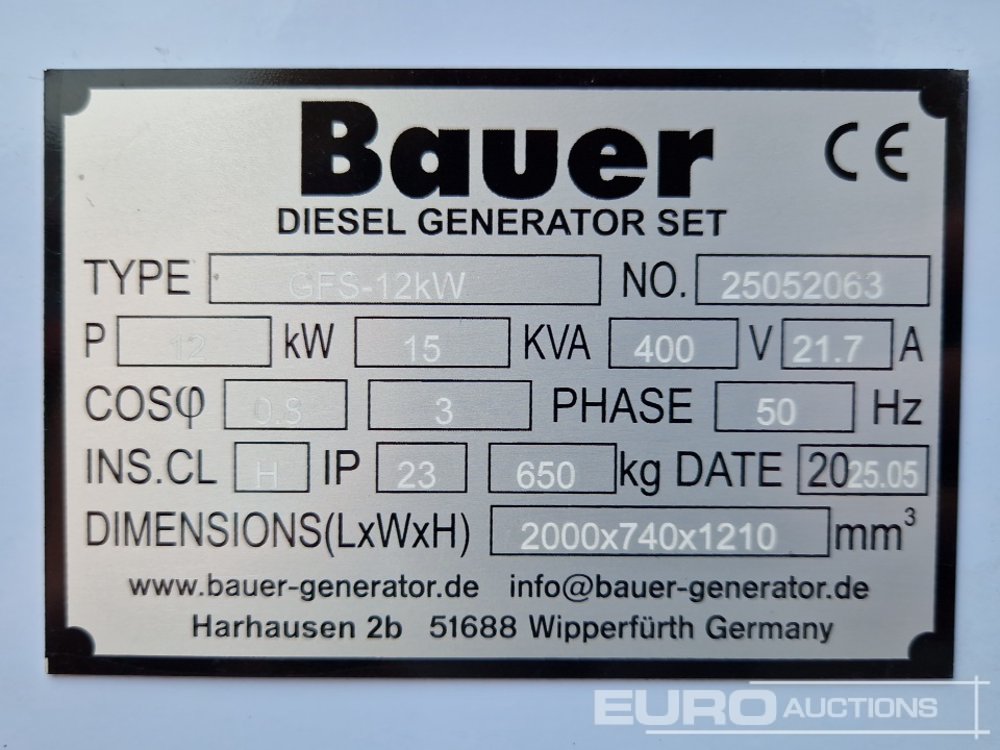 Bauer CE
DIESEL GENERATOR SET
TYPE GFS-12kW NO. 25052063
P 12 kW 15 KVA 400 V 21.7 A
COSφ 0.8 3 PHASE 50 Hz
INS.CL H IP 23 650 kg DATE 2025.05
DIMENSIONS(LxWxH) 2000x740x1210 mm³
www.bauer-generator.de info@bauer-generator.de
Harhausen 2b 51688 Wipperfürth Germany
EURO AUCTIONS